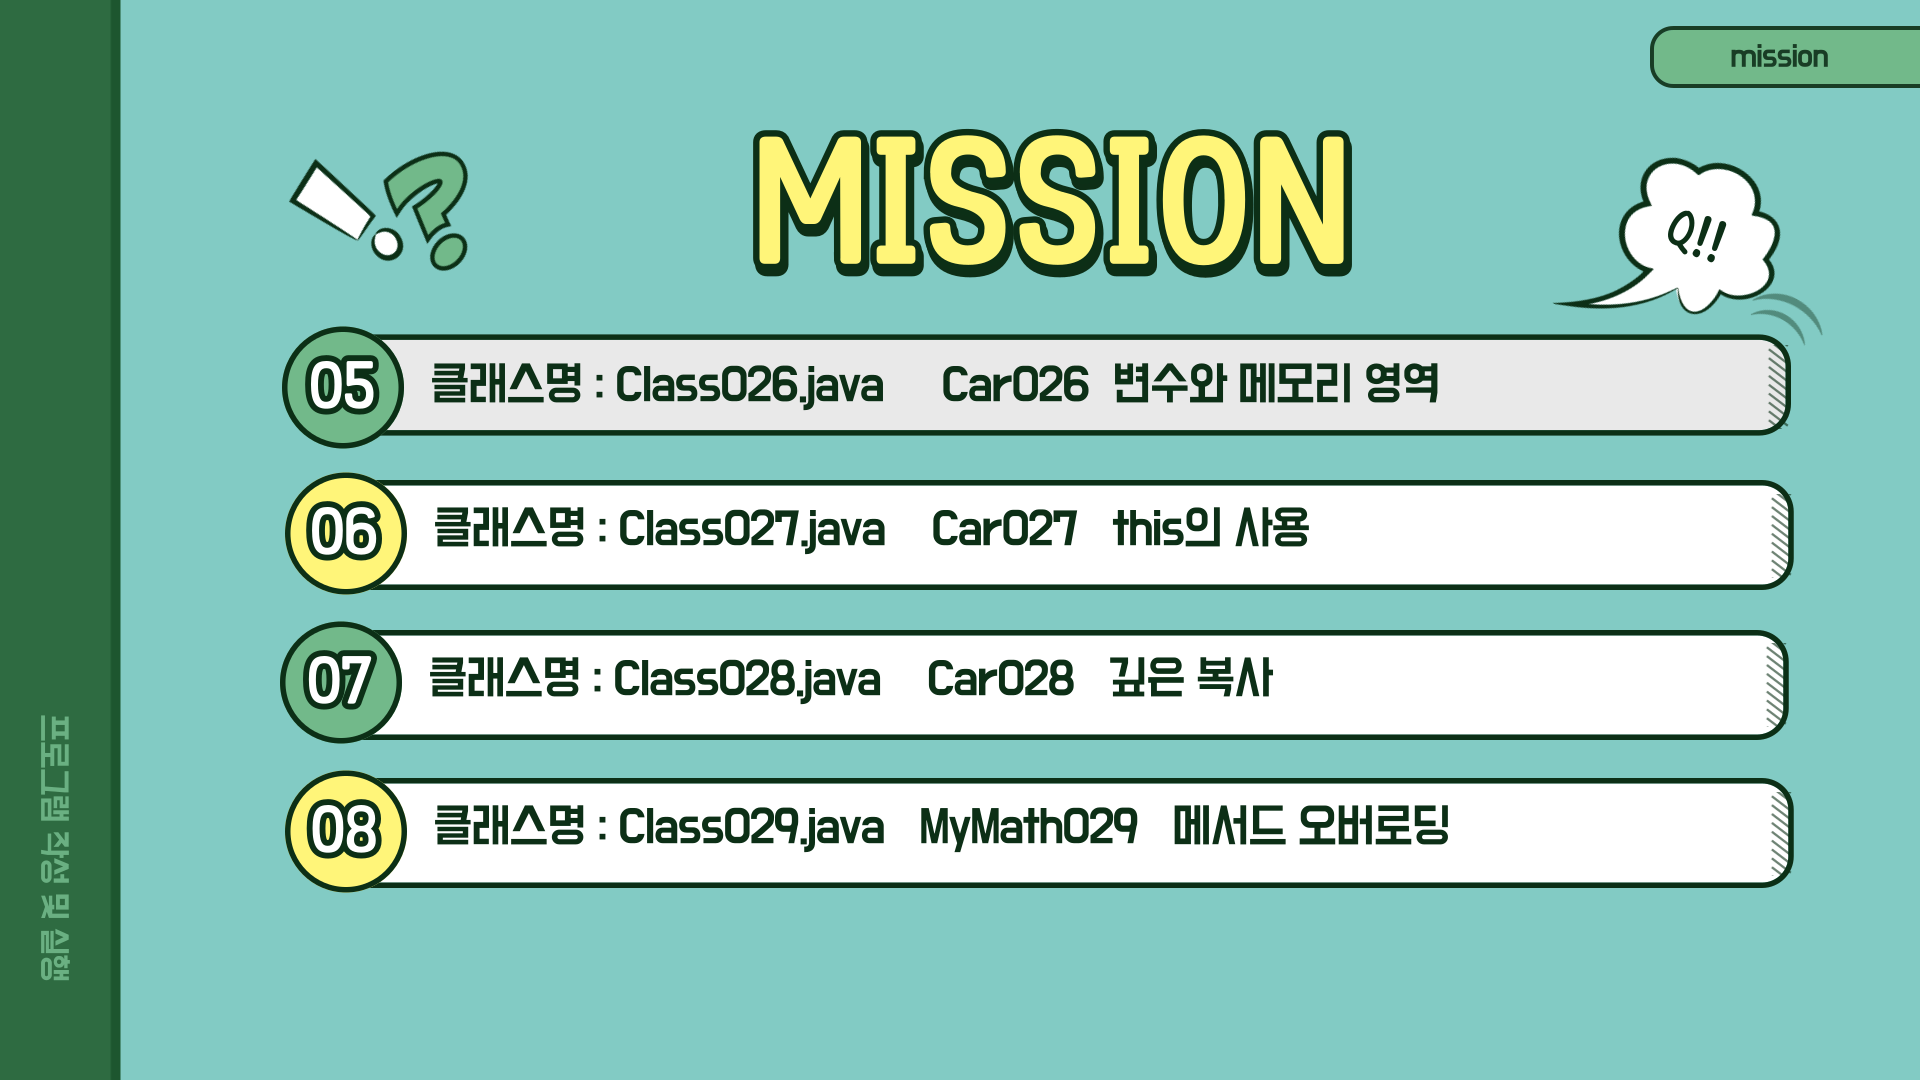 mission
MISSION
Q!!
05 클래스명 : Class026.java Car026 변수와 메모리 영역
06 클래스명 : Class027.java Car027 this의 사용
07 클래스명 : Class028.java Car028 깊은 복사
08 클래스명 : Class029.java MyMath029 메서드 오버로딩
프로그램 작성 및 실행